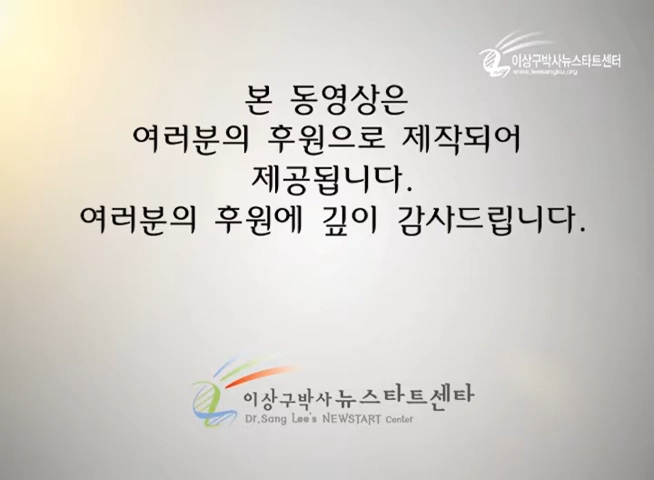 이상구박사뉴스타트센터
www.leesangku.org
본 동영상은
여러분의 후원으로 제작되어
제공됩니다.
여러분의 후원에 깊이 감사드립니다.
이상구박사뉴스타트센타
Dr.Sang Lee's NEWSTART Center